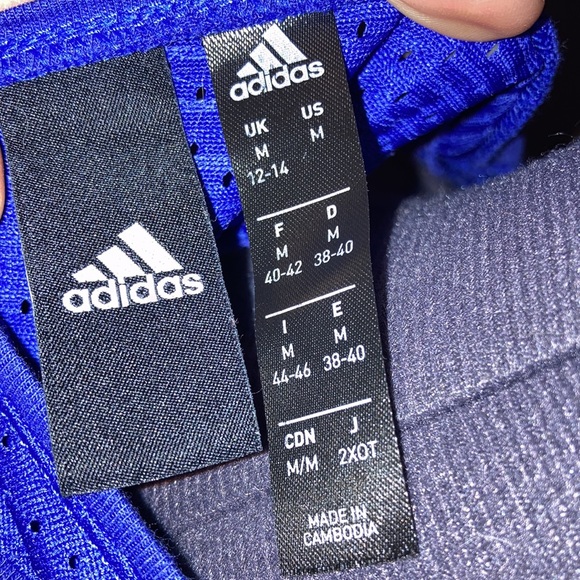 adidas
adidas
UK US
M M
12-14
F D
M M
40-42 38-40
I E
M M
44-46 38-40
CDN J
M/M 2XOT
MADE IN
CAMBODIA